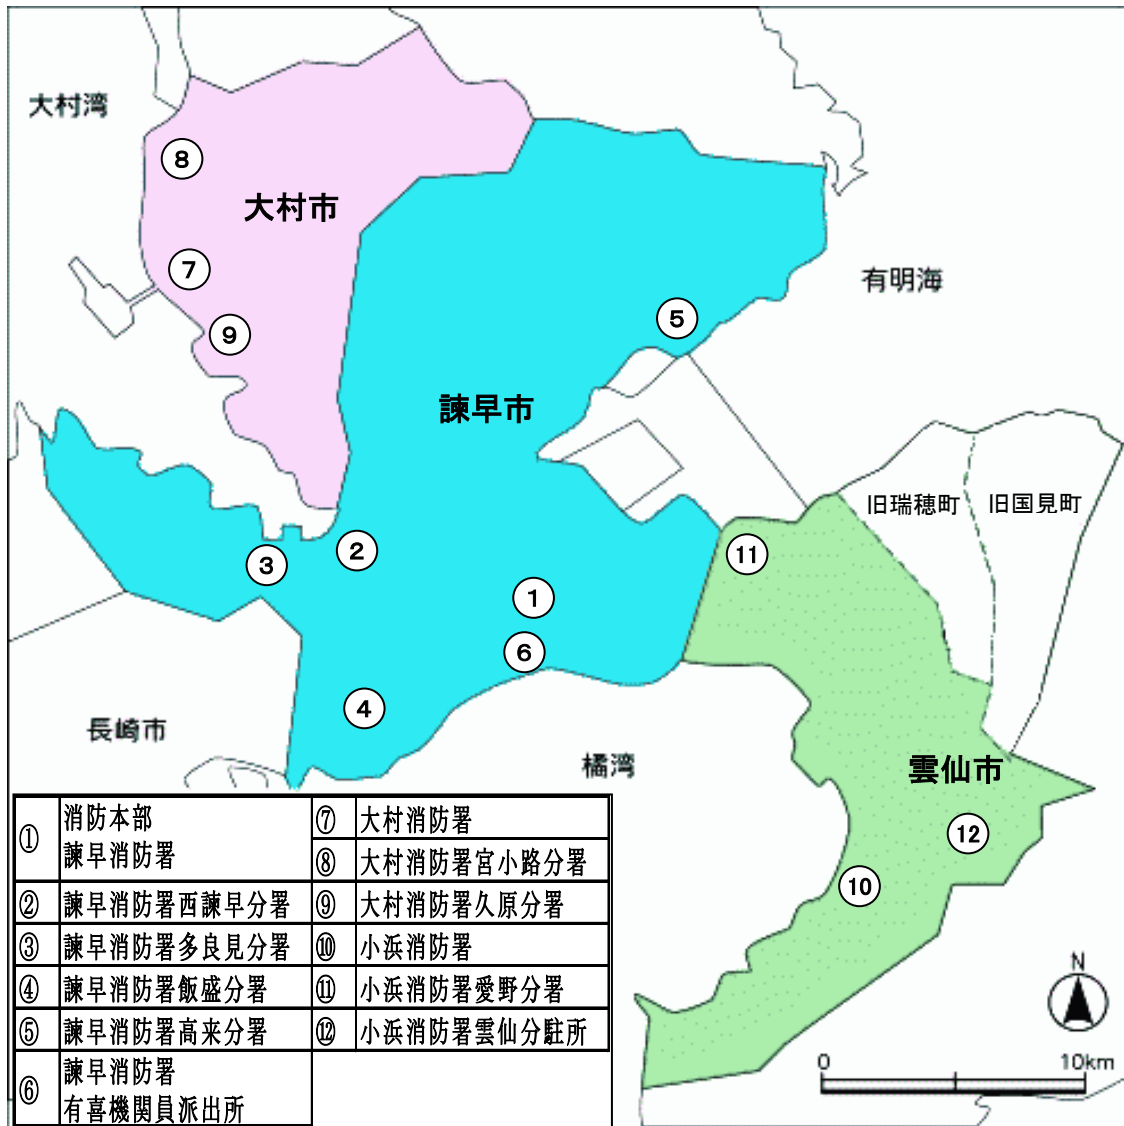 大村湾
⑧
大村市
⑦
有明海
⑨
⑤
諫早市
旧瑞穂町
旧国見町
②
③
⑪
①
⑥
④
長崎市
橘湾
雲仙市
⑫
⑩
① 消防本部
諫早消防署
② 諫早消防署西諫早分署
③ 諫早消防署多良見分署
④ 諫早消防署飯盛分署
⑤ 諫早消防署高来分署
⑥ 諫早消防署
有喜機関員派出所
⑦ 大村消防署
⑧ 大村消防署宮小路分署
⑨ 大村消防署久原分署
⑩ 小浜消防署
⑪ 小浜消防署愛野分署
⑫ 小浜消防署雲仙分駐所
N
0 10km